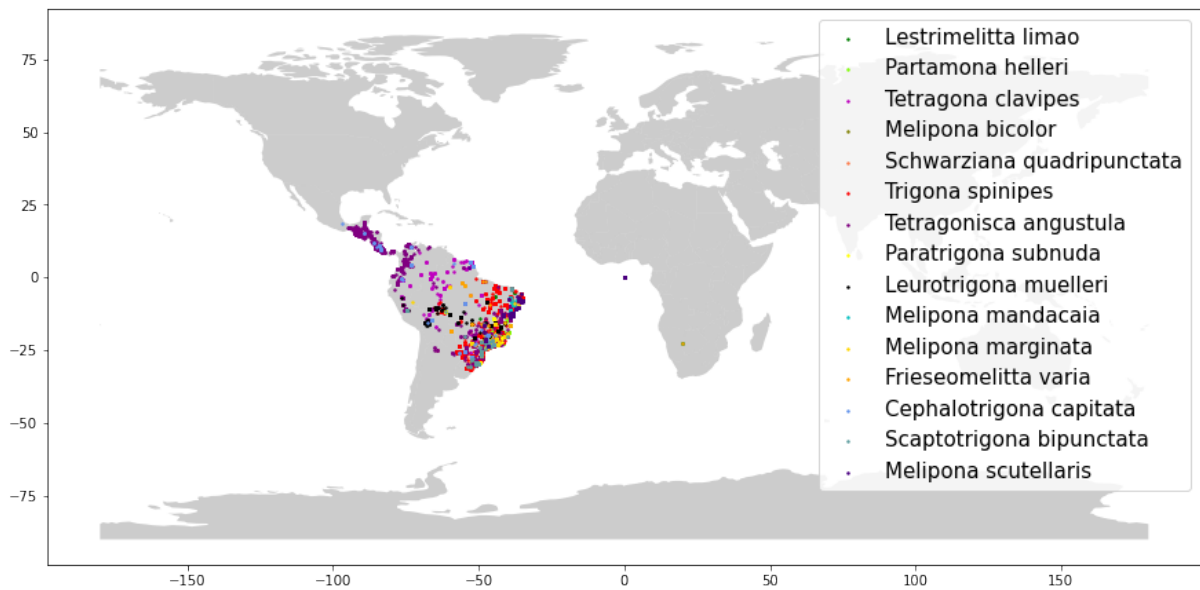 Lestrimelitta limao
Partamona helleri
Tetragona clavipes
Melipona bicolor
Schwarziana quadripunctata
Trigona spinipes
Tetragonisca angustula
Paratrigona subnuda
Leurotrigona muelleri
Melipona mandacaia
Melipona marginata
Frieseomelitta varia
Cephalotrigona capitata
Scaptotrigona bipunctata
Melipona scutellaris
75
50
25
0
−25
−50
−75
−150 −100 −50 0 50 100 150